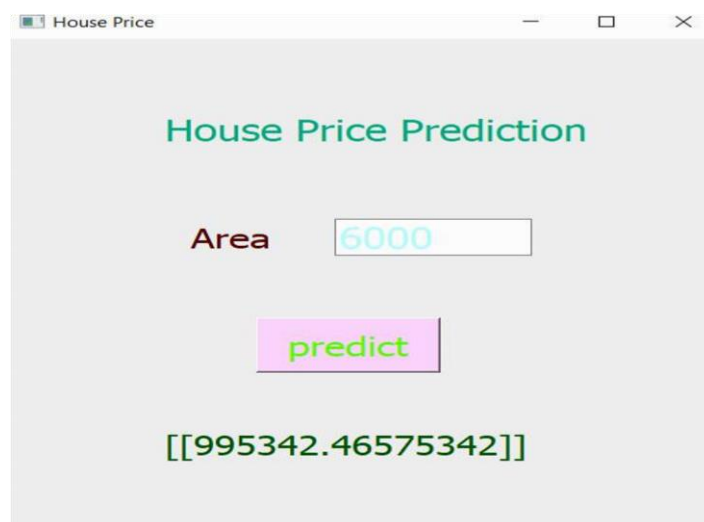 House Price
House Price Prediction
Area 6000
predict
[[995342.46575342]]